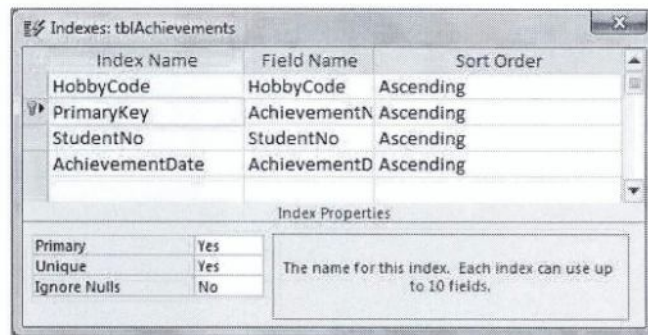 Indexes: tblAchievements
Index Name Field Name Sort Order
HobbyCode HobbyCode Ascending
PrimaryKey AchievementN Ascending
StudentNo StudentNo Ascending
AchievementDate AchievementD Ascending
Index Properties
Primary Yes
Unique Yes
Ignore Nulls No
The name for this index. Each index can use up
to 10 fields.